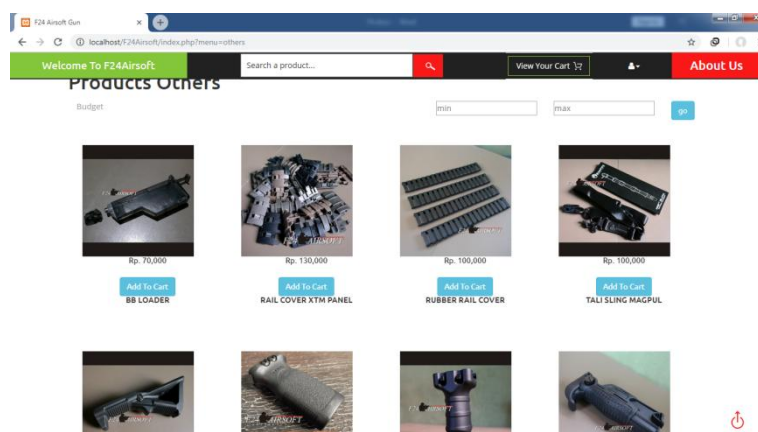 F24 Airsoft Gun
localhost/F24Airsoft/index.php?menu=others
Welcome To F24Airsoft
Search a product...
View Your Cart
About Us
Products Others
Budget
min
max
go
Rp. 70,000
Rp. 130,000
Rp. 100,000
Rp. 100,000
Add To Cart
Add To Cart
Add To Cart
Add To Cart
BB LOADER
RAIL COVER XTM PANEL
RUBBER RAIL COVER
TALI SLING MAGPUL